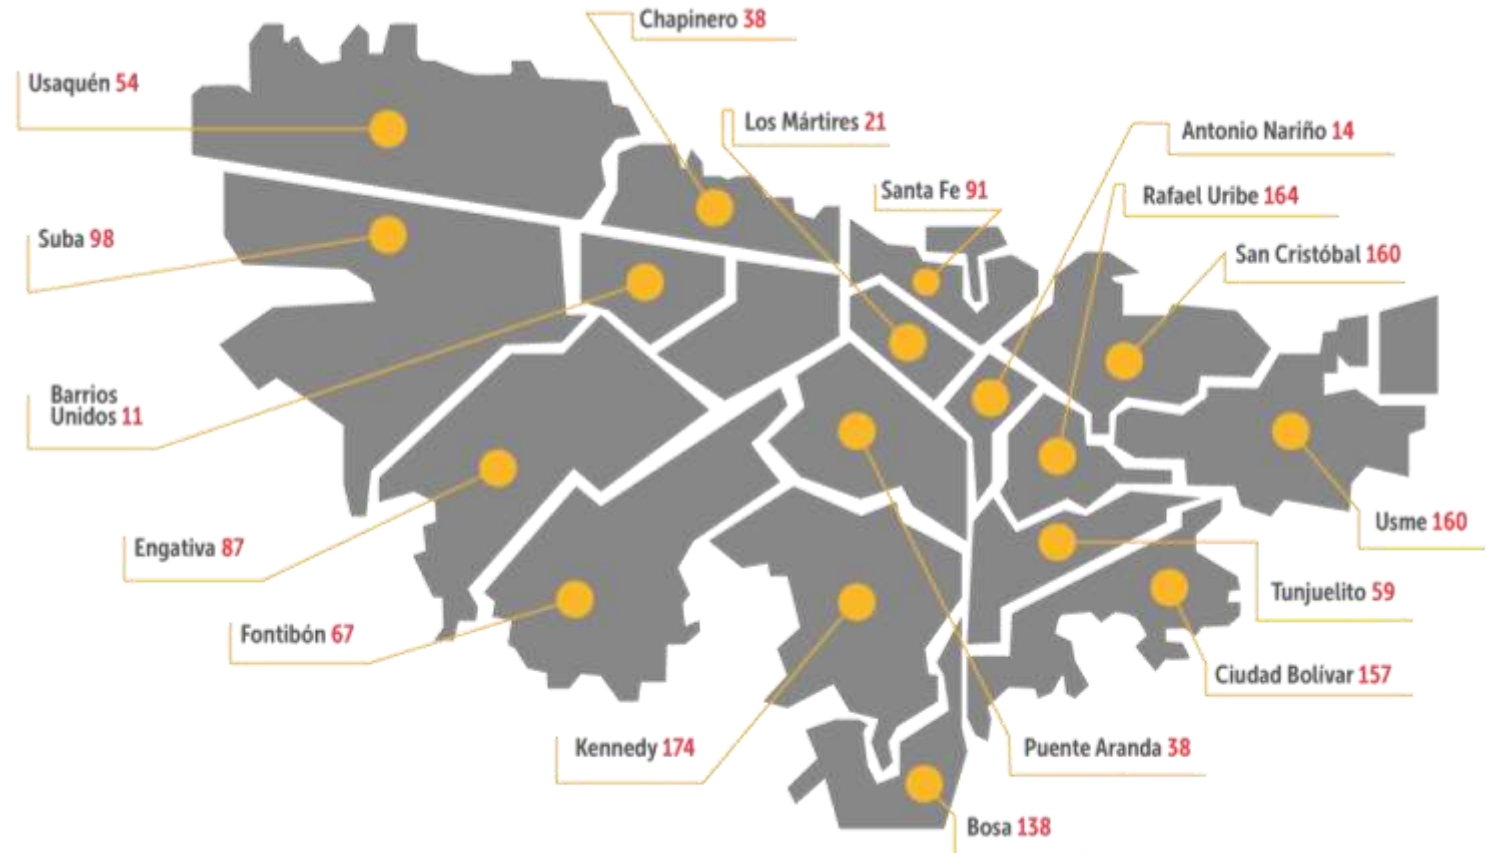 Chapinero 38
Usaquén 54
Los Mártires 21
Antonio Nariño 14
Santa Fe 91
Rafael Uribe 164
Suba 98
San Cristóbal 160
Barrios
Unidos 11
Usme 160
Engativa 87
Tunjuelito 59
Fontibón 67
Ciudad Bolívar 157
Kennedy 174
Puente Aranda 38
Bosa 138